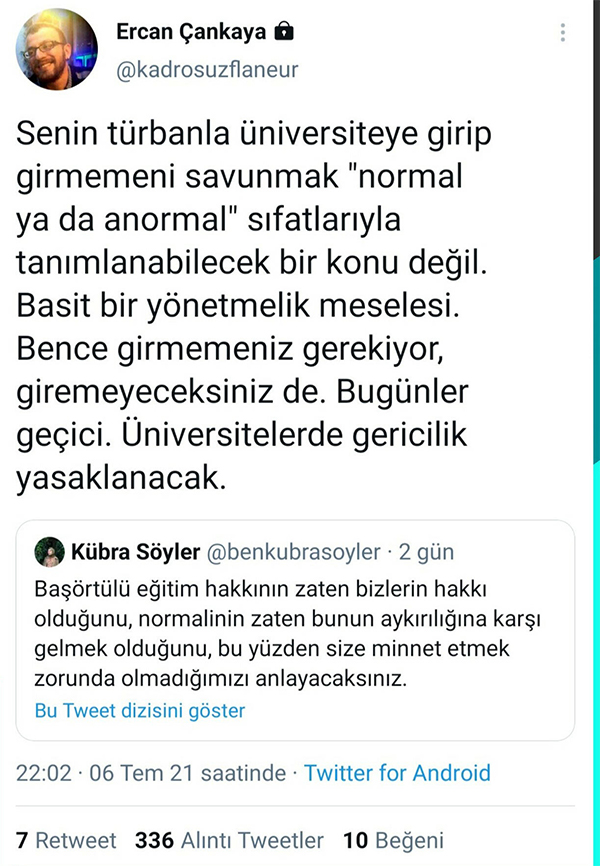 Ercan Çankaya
@kadrosuzflaneur
Senin türbanla üniversiteye girip
girmemeni savunmak "normal
ya da anormal" sıfatlarıyla
tanımlanabilecek bir konu değil.
Basit bir yönetmelik meselesi.
Bence girmemeniz gerekiyor,
giremeyeceksiniz de. Bugünler
geçici. Üniversitelerde gericilik
yasaklanacak.
Kübra Söyler @benkubrasoyler · 2 gün
Başörtülü eğitim hakkının zaten bizlerin hakkı
olduğunu, normalinin zaten bunun aykırılığına karşı
gelmek olduğunu, bu yüzden size minnet etmek
zorunda olmadığımızı anlayacaksınız.
Bu Tweet dizisini göster
22:02 · 06 Tem 21 saatinde · Twitter for Android
7 Retweet 336 Alıntı Tweetler 10 Beğeni